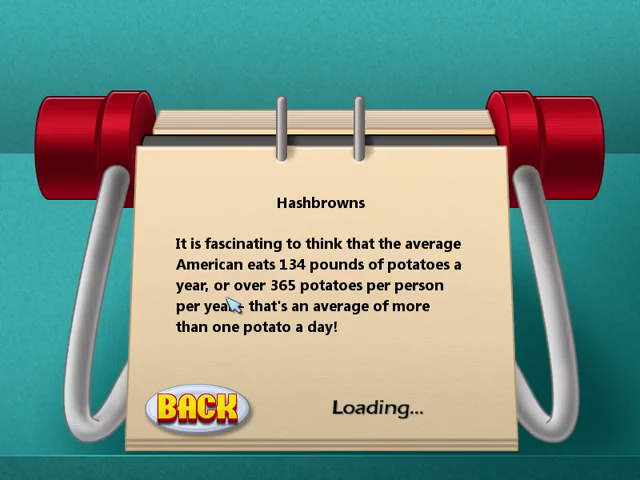 Hashbrowns
It is fascinating to think that the average
American eats 134 pounds of potatoes a
year, or over 365 potatoes per person
per year- that's an average of more
than one potato a day!
BACK
Loading...